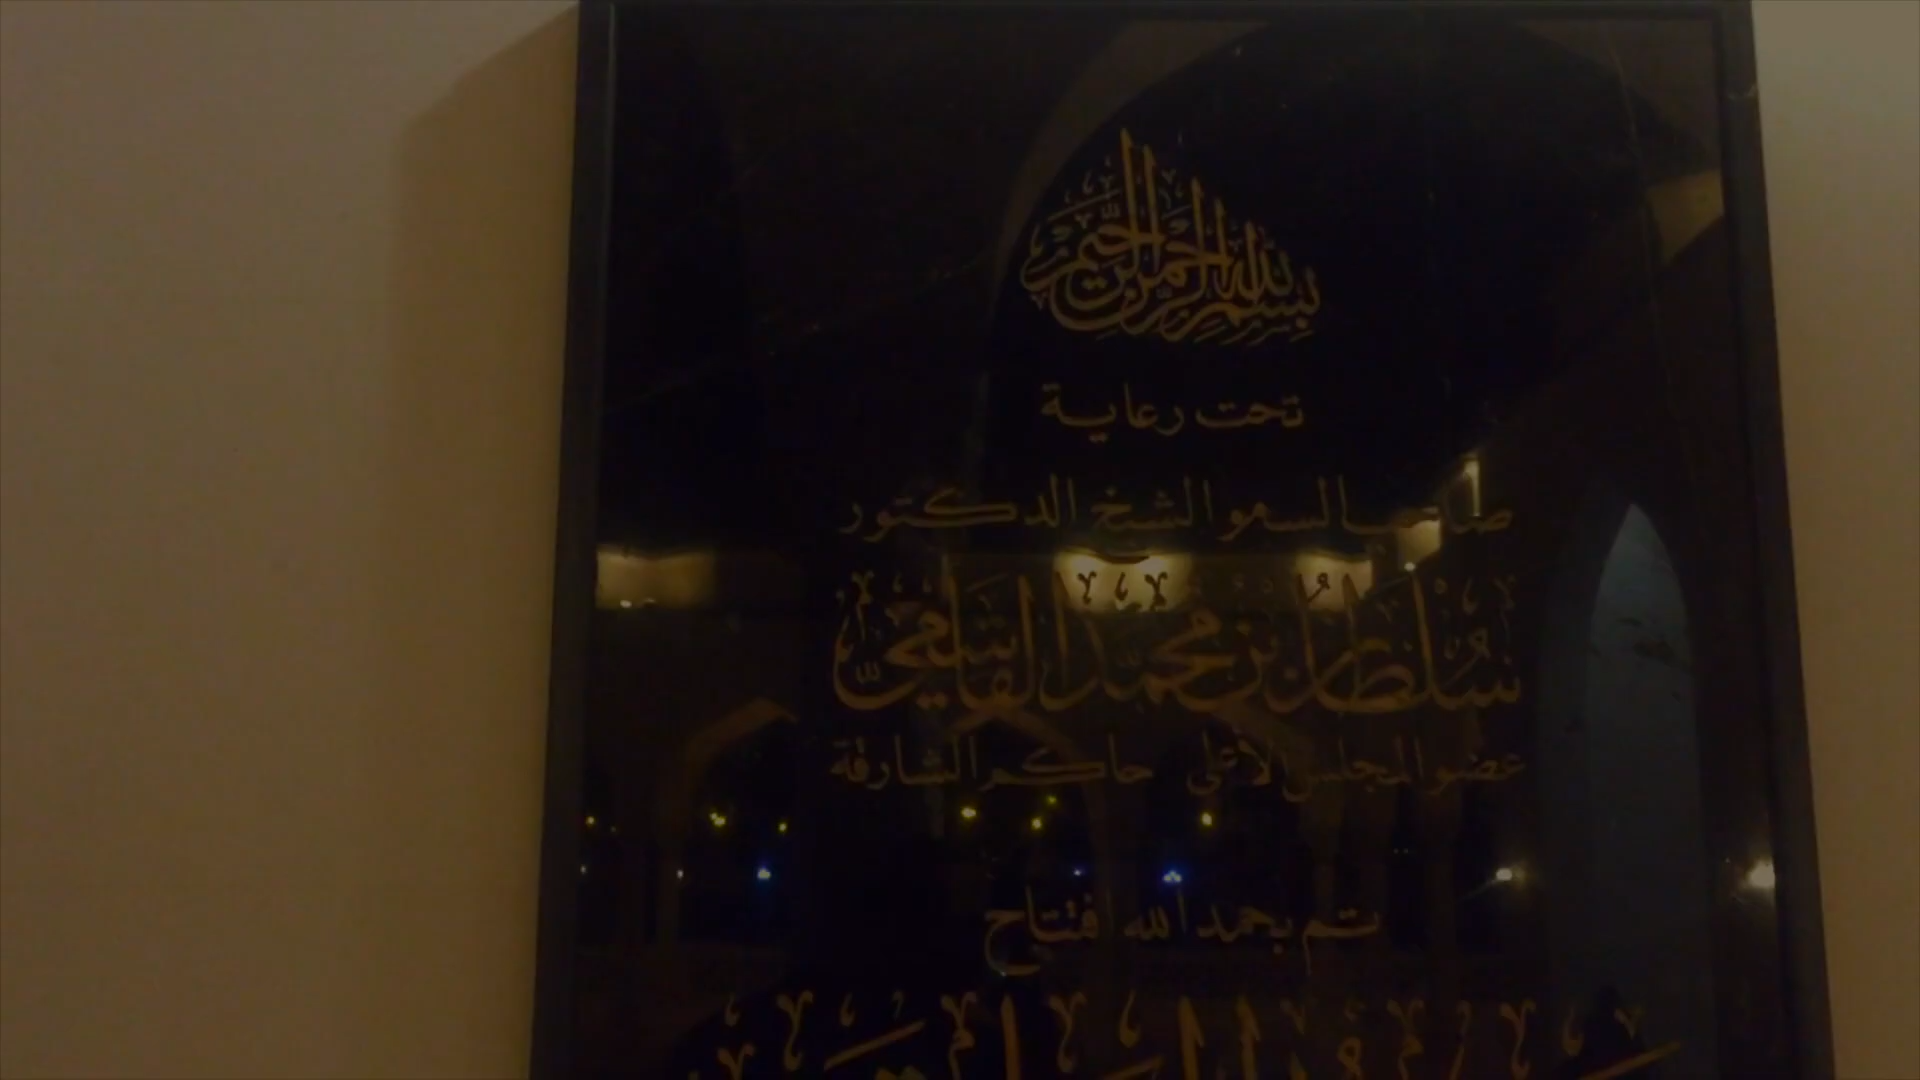 بسم الله الرحمن الرحيم
تحت رعاية
صاحب السمو الشيخ الدكتور
سلطان بن محمد القاسمي
عضو المجلس الأعلى حاكم الشارقة
تم بحمد الله افتتاح